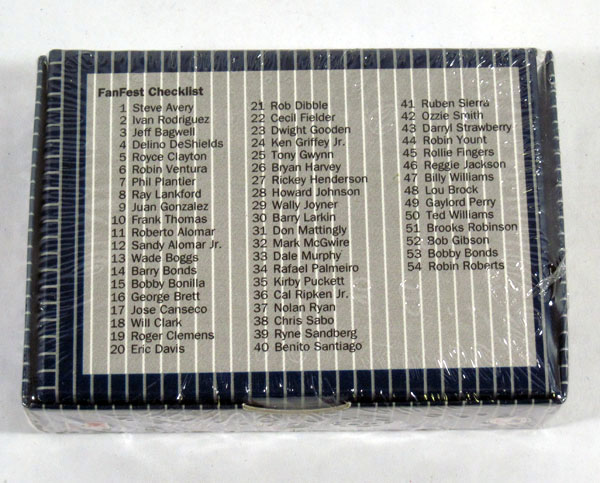 FanFest Checklist
1 Steve Avery
2 Ivan Rodriguez
3 Jeff Bagwell
4 Delino DeShields
5 Royce Clayton
6 Robin Ventura
7 Phil Plantier
8 Ray Lankford
9 Juan Gonzalez
10 Frank Thomas
11 Roberto Alomar
12 Sandy Alomar Jr.
13 Wade Boggs
14 Barry Bonds
15 Bobby Bonilla
16 George Brett
17 Jose Canseco
18 Will Clark
19 Roger Clemens
20 Eric Davis
21 Rob Dibble
22 Cecil Fielder
23 Dwight Gooden
24 Ken Griffey Jr.
25 Tony Gwynn
26 Bryan Harvey
27 Rickey Henderson
28 Howard Johnson
29 Wally Joyner
30 Barry Larkin
31 Don Mattingly
32 Mark McGwire
33 Dale Murphy
34 Rafael Palmeiro
35 Kirby Puckett
36 Cal Ripken Jr.
37 Nolan Ryan
38 Chris Sabo
39 Ryne Sandberg
40 Benito Santiago
41 Ruben Sierra
42 Ozzie Smith
43 Darryl Strawberry
44 Robin Yount
45 Rollie Fingers
46 Reggie Jackson
47 Billy Williams
48 Lou Brock
49 Gaylord Perry
50 Ted Williams
51 Brooks Robinson
52 Bob Gibson
53 Bobby Bonds
54 Robin Roberts